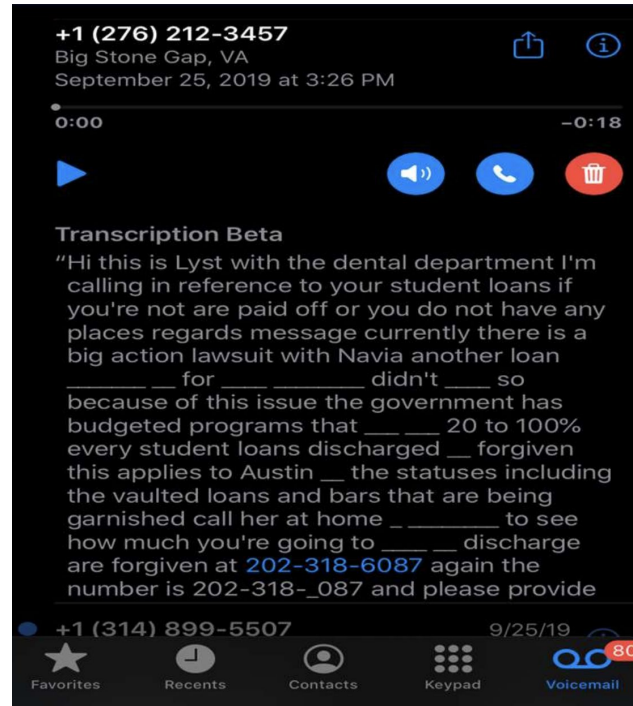 +1 (276) 212-3457
Big Stone Gap, VA
September 25, 2019 at 3:26 PM
0:00 -0:18
Transcription Beta
“Hi this is Lyst with the dental department I'm
calling in reference to your student loans if
you're not are paid off or you do not have any
places regards message currently there is a
big action lawsuit with Navia another loan
_______ __ for ____ ________ didn't ____ so
because of this issue the government has
budgeted programs that ___ ___ 20 to 100%
every student loans discharged __ forgiven
this applies to Austin __ the statuses including
the vaulted loans and bars that are being
garnished call her at home _ ________ to see
how much you're going to ____ __ discharge
are forgiven at 202-318-6087 again the
number is 202-318-_087 and please provide
+1 (314) 899-5507 9/25/19
80
Favorites Recents Contacts Keypad Voicemail